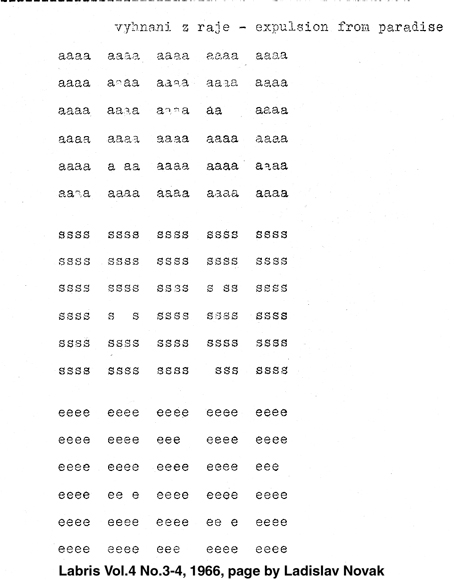 vyhnani z raje - expulsion from paradise
aaaa aaaa aaaa aaaa aaaa
aaaa aaaa aaaa aaaa aaaa
aaaa aaaa aaaa aa aaaa
aaaa aaaa aaaa aaaa aaaa
aaaa a aa aaaa aaaa aaaa
aaaa aaaa aaaa aaaa aaaa
ssss ssss ssss ssss ssss
ssss ssss ssss ssss ssss
ssss ssss ssss s ss ssss
ssss s s ssss ssss ssss
ssss ssss ssss ssss ssss
ssss ssss ssss sss ssss
eeee eeee eeee eeee eeee
eeee eeee eee eeee eeee
eeee eeee eeee eeee eee
eeee ee e eeee eeee eeee
eeee eeee eeee ee e eeee
eeee eeee eee eeee eeee
Labris Vol.4 No.3-4, 1966, page by Ladislav Novak